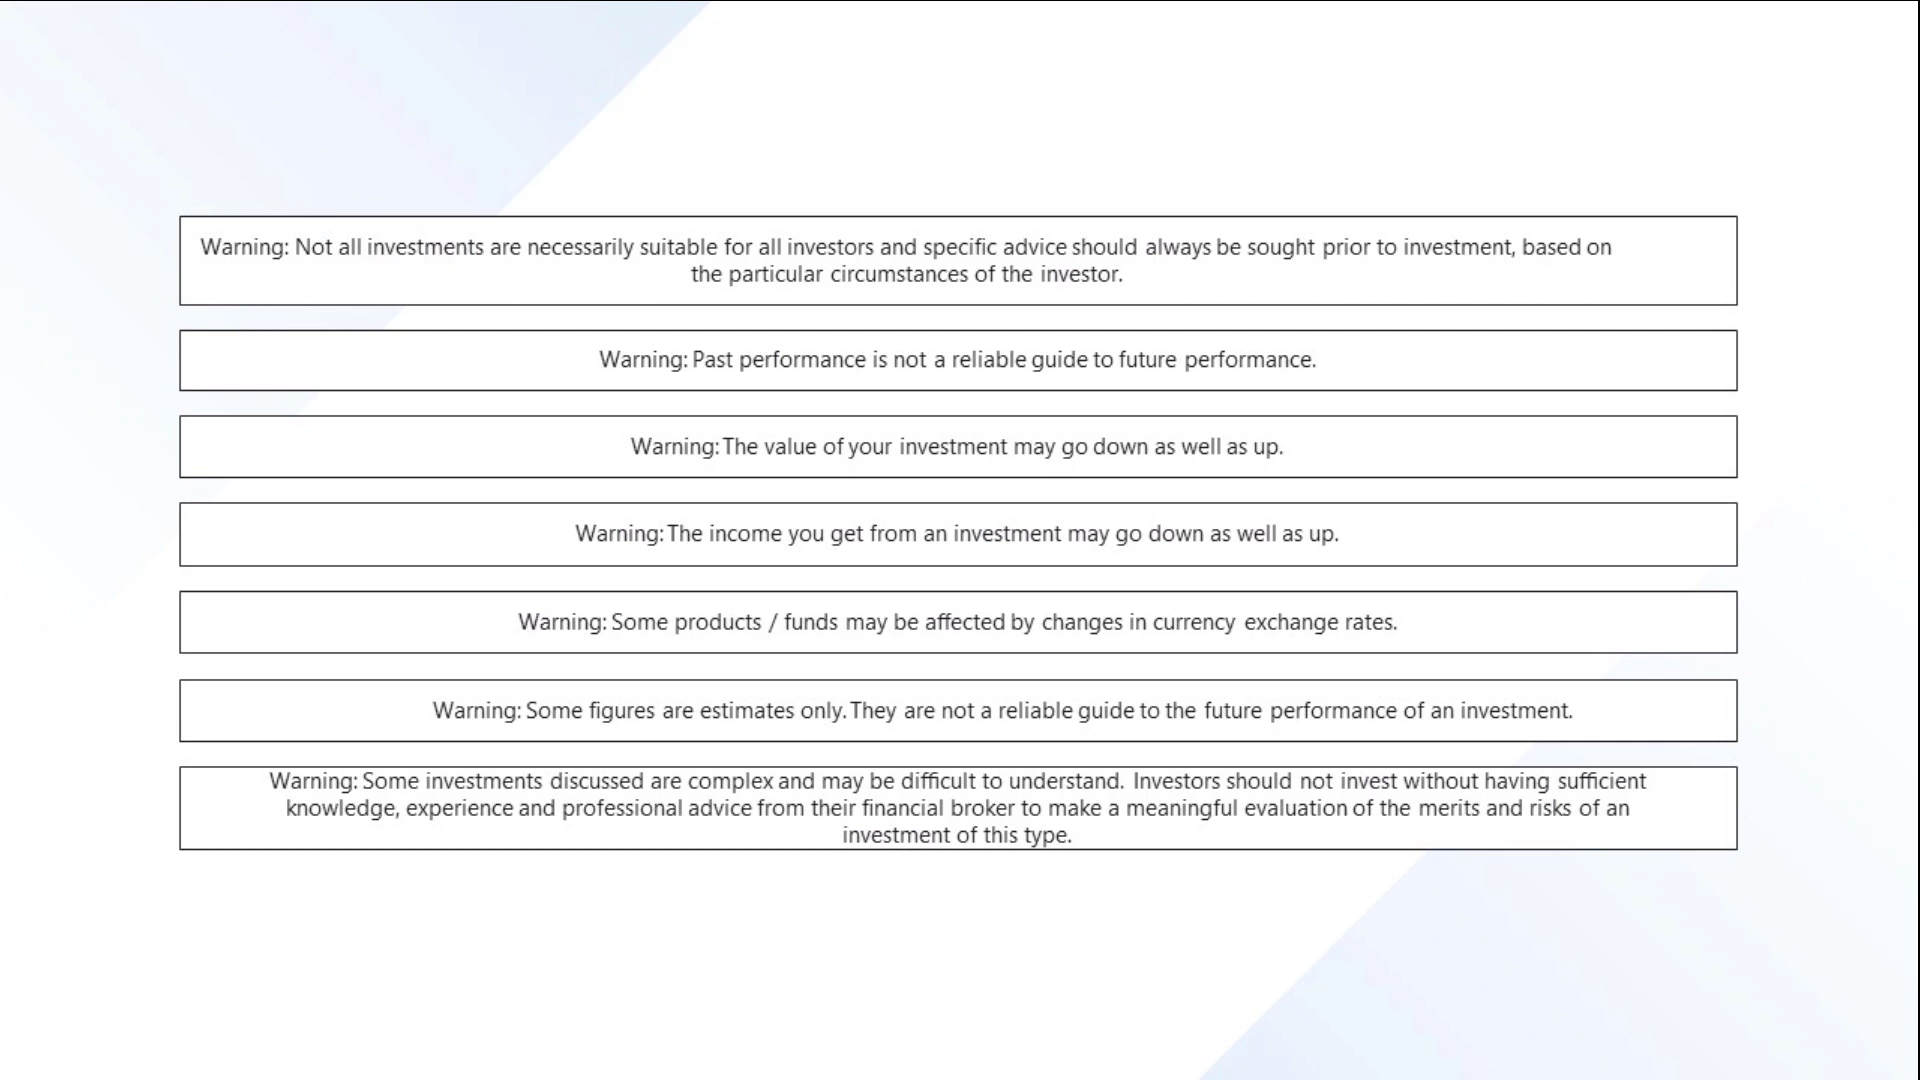 Warning: Not all investments are necessarily suitable for all investors and specific advice should always be sought prior to investment, based on
the particular circumstances of the investor.
Warning: Past performance is not a reliable guide to future performance.
Warning: The value of your investment may go down as well as up.
Warning: The income you get from an investment may go down as well as up.
Warning: Some products / funds may be affected by changes in currency exchange rates.
Warning: Some figures are estimates only. They are not a reliable guide to the future performance of an investment.
Warning: Some investments discussed are complex and may be difficult to understand. Investors should not invest without having sufficient
knowledge, experience and professional advice from their financial broker to make a meaningful evaluation of the merits and risks of an
investment of this type.